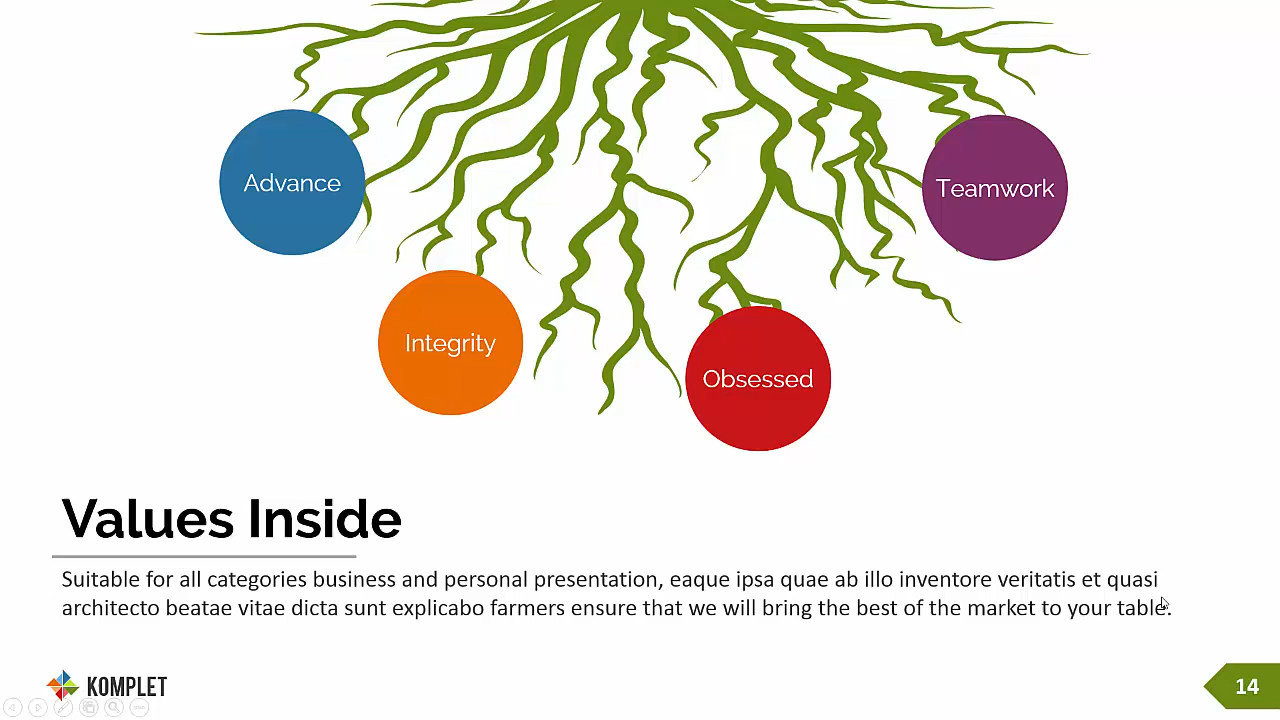 Advance
Teamwork
Integrity
Obsessed
Values Inside
Suitable for all categories business and personal presentation, eaque ipsa quae ab illo inventore veritatis et quasi
architecto beatae vitae dicta sunt explicabo farmers ensure that we will bring the best of the market to your table.
KOMPLET
14